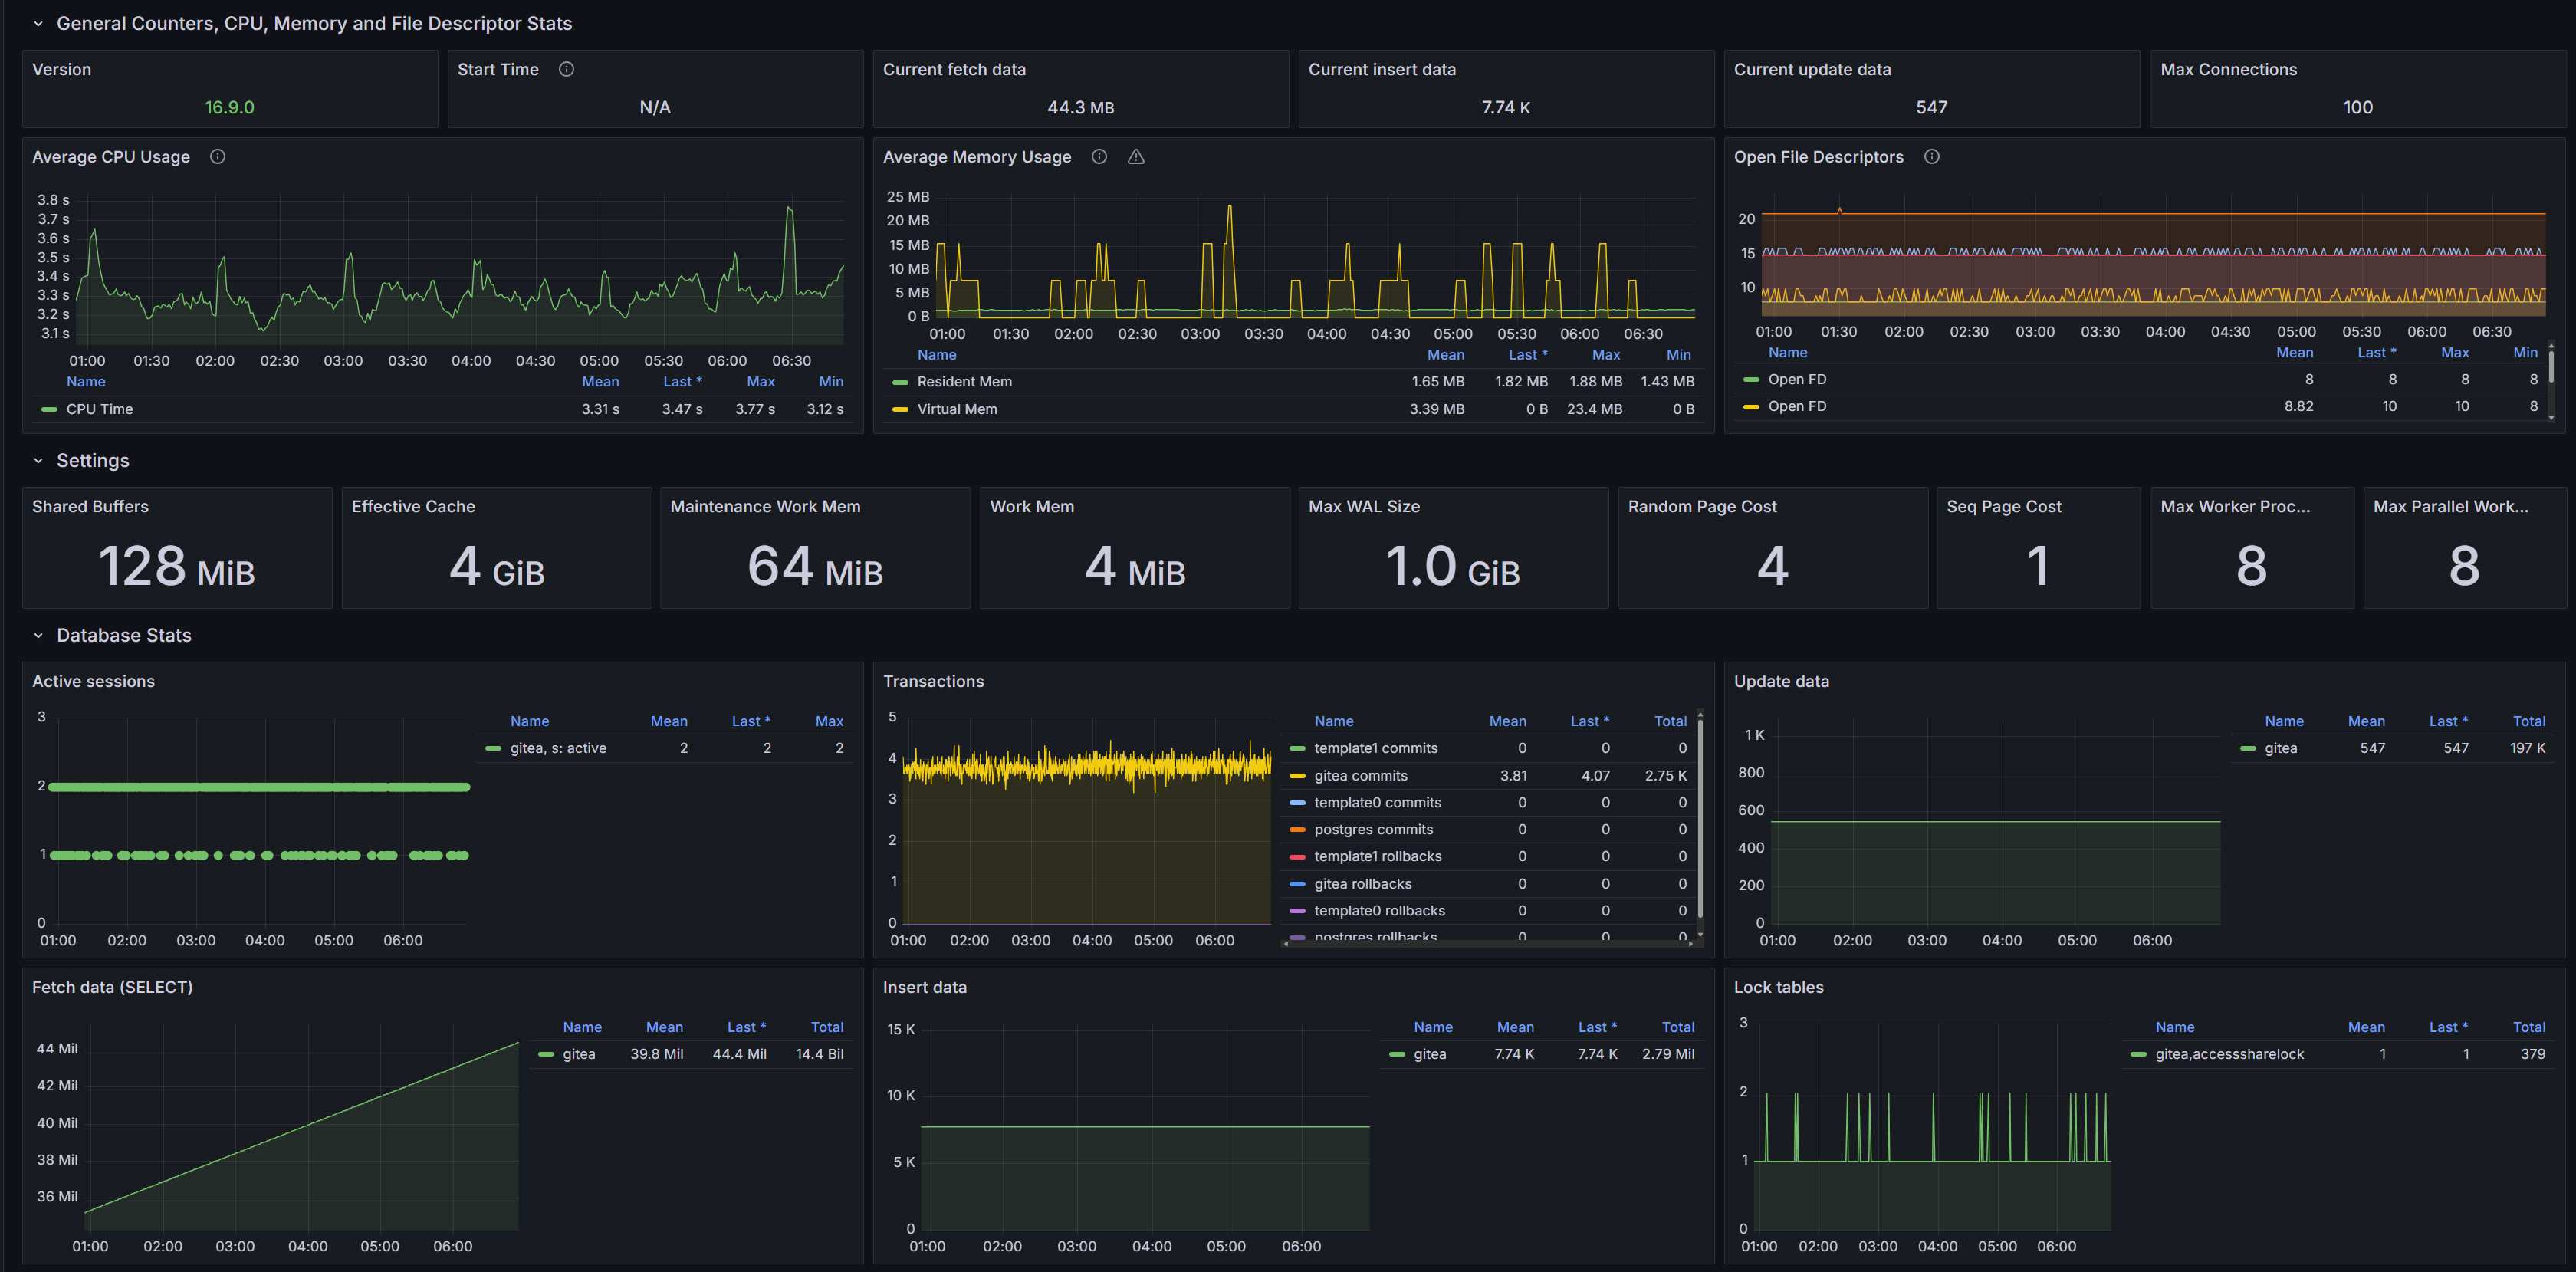 General Counters, CPU, Memory and File Descriptor Stats
Version
16.9.0
Start Time
N/A
Current fetch data
44.3 MB
Current insert data
7.74 K
Current update data
547
Max Connections
100
Average CPU Usage
3.8 s
3.7 s
3.6 s
3.5 s
3.4 s
3.3 s
3.2 s
3.1 s
01:00 01:30 02:00 02:30 03:00 03:30 04:00 04:30 05:00 05:30 06:00 06:30
Name Mean Last * Max Min
CPU Time 3.31 s 3.47 s 3.77 s 3.12 s
Average Memory Usage
25 MB
20 MB
15 MB
10 MB
5 MB
0 B
01:00 01:30 02:00 02:30 03:00 03:30 04:00 04:30 05:00 05:30 06:00 06:30
Name Mean Last * Max Min
Resident Mem 1.65 MB 1.82 MB 1.88 MB 1.43 MB
Virtual Mem 3.39 MB 0 B 23.4 MB 0 B
Open File Descriptors
20
15
10
01:00 01:30 02:00 02:30 03:00 03:30 04:00 04:30 05:00 05:30 06:00 06:30
Name Mean Last * Max Min
Open FD 8 8 8 8
Open FD 8.82 10 10 8
Settings
Shared Buffers
128 MiB
Effective Cache
4 GiB
Maintenance Work Mem
64 MiB
Work Mem
4 MiB
Max WAL Size
1.0 GiB
Random Page Cost
4
Seq Page Cost
1
Max Worker Proc...
8
Max Parallel Work...
8
Database Stats
Active sessions
3
2
1
0
01:00 02:00 03:00 04:00 05:00 06:00
Name Mean Last * Max
gitea, s: active 2 2 2
Transactions
5
4
3
2
1
0
01:00 02:00 03:00 04:00 05:00 06:00
Name Mean Last * Total
template1 commits 0 0 0
gitea commits 3.81 4.07 2.75 K
template0 commits 0 0 0
postgres commits 0 0 0
template1 rollbacks 0 0 0
gitea rollbacks 0 0 0
template0 rollbacks 0 0 0
postgres rollbacks 0 0 0
Update data
1 K
800
600
400
200
0
01:00 02:00 03:00 04:00 05:00 06:00
Name Mean Last * Total
gitea 547 547 197 K
Fetch data (SELECT)
44 Mil
42 Mil
40 Mil
38 Mil
36 Mil
01:00 02:00 03:00 04:00 05:00 06:00
Name Mean Last * Total
gitea 39.8 Mil 44.4 Mil 14.4 Bil
Insert data
15 K
10 K
5 K
0
01:00 02:00 03:00 04:00 05:00 06:00
Name Mean Last * Total
gitea 7.74 K 7.74 K 2.79 Mil
Lock tables
3
2
1
0
01:00 02:00 03:00 04:00 05:00 06:00
Name Mean Last * Total
gitea,accesssharelock 1 1 379